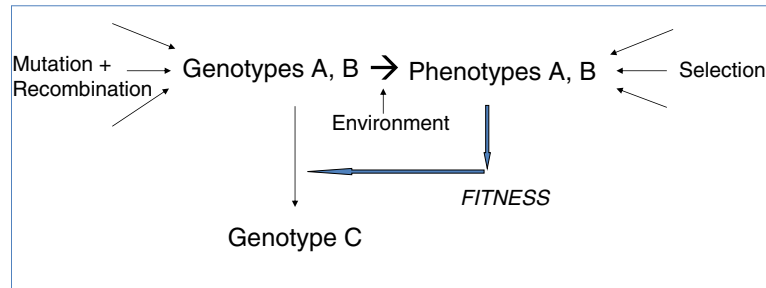 Mutation +
Recombination
Genotypes A, B
Phenotypes A, B
Selection
Environment
FITNESS
Genotype C